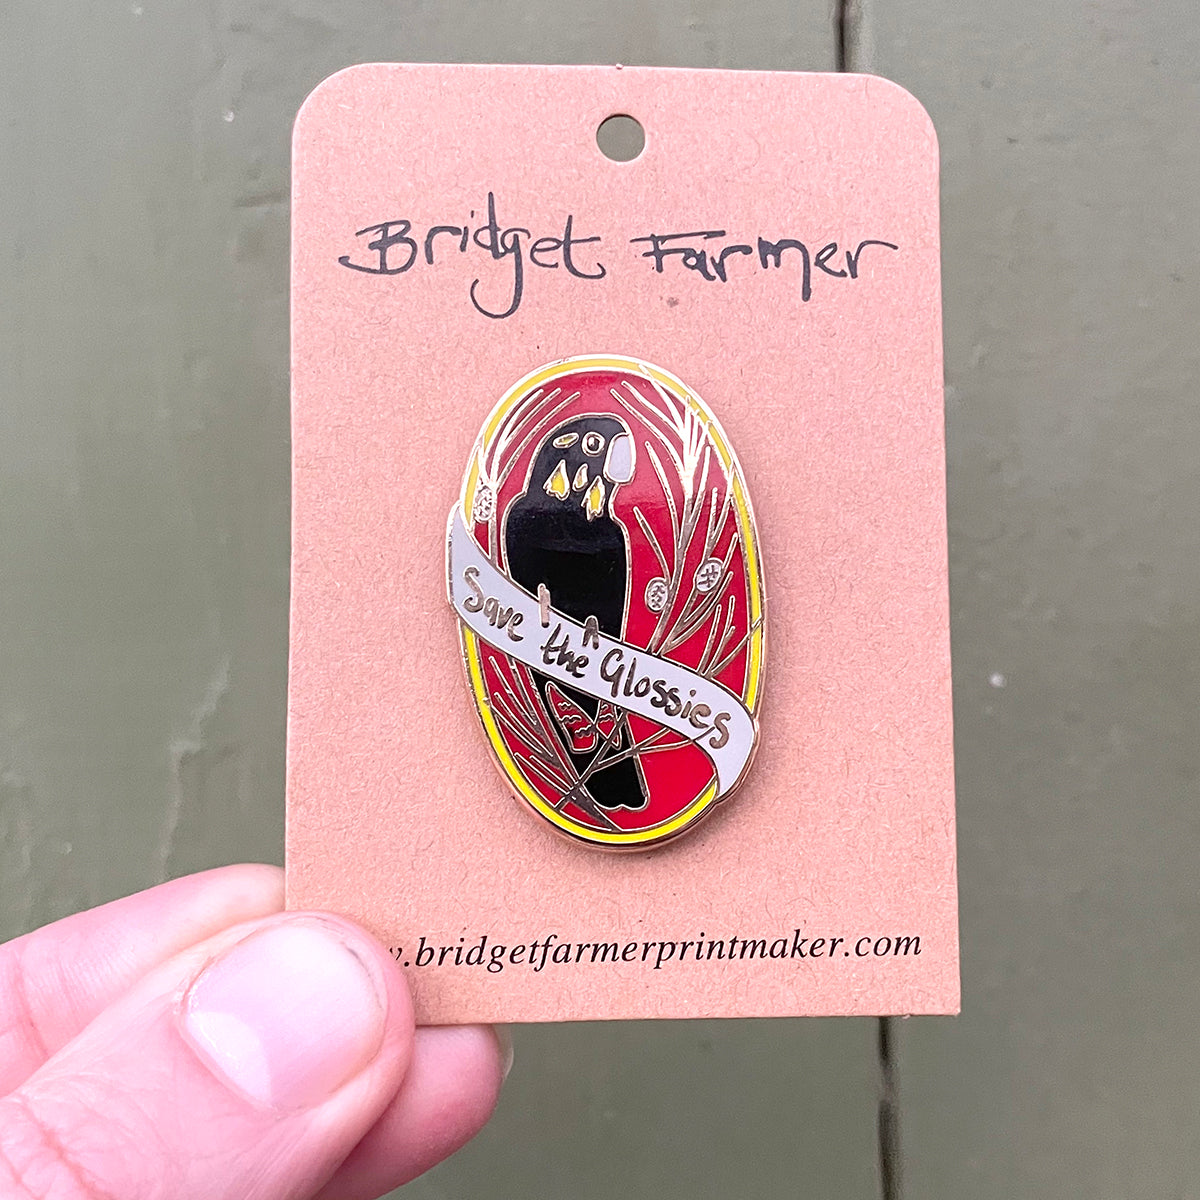 Bridget Farmer
Save the Glossies
.bridgetfarmerprintmaker.com